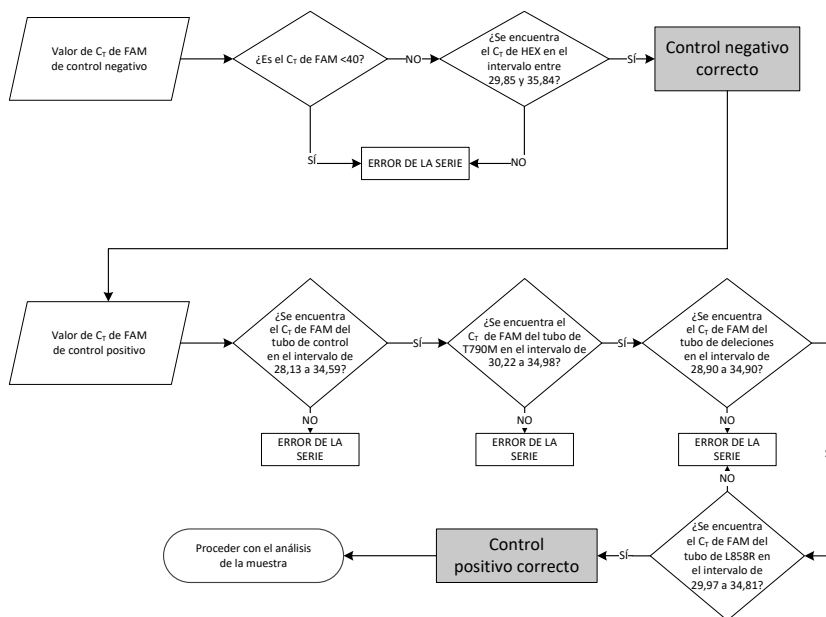 Valor de CT de FAM
de control negativo
¿Es el CT de FAM <40?
NO
¿Se encuentra
el CT de HEX en el
intervalo entre
29,85 y 35,84?
SÍ
Control negativo
correcto
SÍ
ERROR DE LA SERIE
NO
Valor de CT de FAM
de control positivo
¿Se encuentra
el CT de FAM del
tubo de control
en el intervalo de
28,13 a 34,59?
SÍ
¿Se encuentra el
CT de FAM del tubo de
T790M en el intervalo de
30,22 a 34,98?
SÍ
¿Se encuentra
el CT de FAM del
tubo de deleciones
en el intervalo de
28,90 a 34,90?
NO
NO
NO
ERROR DE LA
SERIE
ERROR DE LA
SERIE
ERROR DE LA
SERIE
NO
¿Se encuentra
el CT de FAM del
tubo de L858R en
el intervalo de
29,97 a 34,81?
SÍ
Control
positivo correcto
Proceder con el análisis
de la muestra